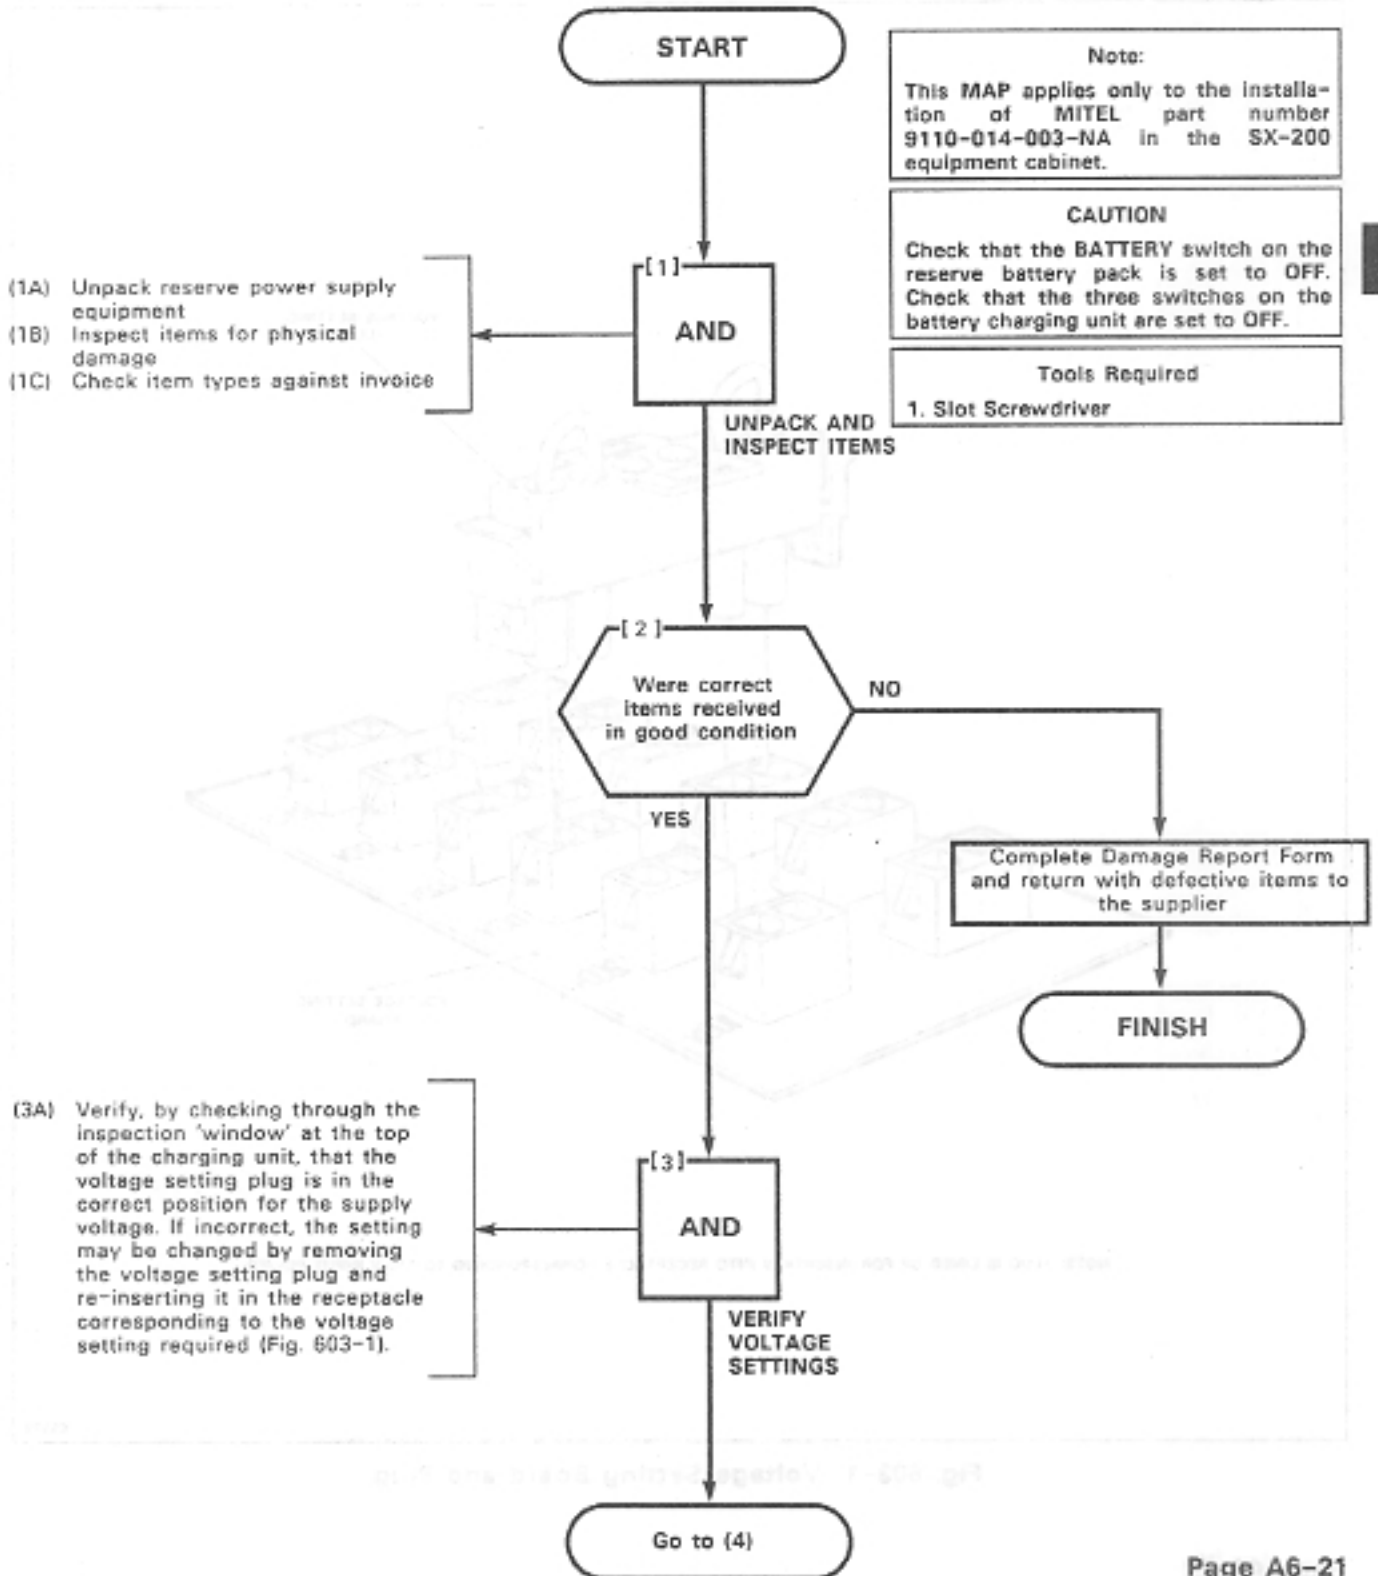 START
Note:
This MAP applies only to the installa-
tion of MITEL part number
9110-014-003-NA in the SX-200
equipment cabinet.
CAUTION
Check that the BATTERY switch on the
reserve battery pack is set to OFF.
Check that the three switches on the
battery charging unit are set to OFF.
Tools Required
1. Slot Screwdriver
[1]
AND
(1A) Unpack reserve power supply
equipment
(1B) Inspect items for physical
damage
(1C) Check item types against invoice
UNPACK AND
INSPECT ITEMS
[2]
Were correct
items received
in good condition
NO
YES
Complete Damage Report Form
and return with defective items to
the supplier
FINISH
(3A) Verify, by checking through the
inspection 'window' at the top
of the charging unit, that the
voltage setting plug is in the
correct position for the supply
voltage. If incorrect, the setting
may be changed by removing
the voltage setting plug and
re-inserting it in the receptacle
corresponding to the voltage
setting required (Fig. 603-1).
[3]
AND
VERIFY
VOLTAGE
SETTINGS
Go to (4)
Page A6-21